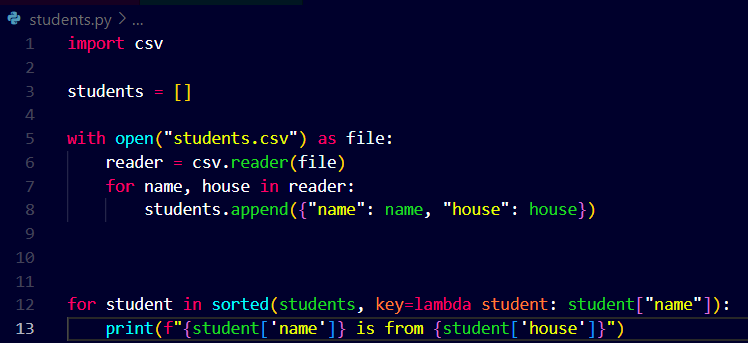 students.py > ...
1 import csv
2
3 students = []
4
5 with open("students.csv") as file:
6     reader = csv.reader(file)
7     for name, house in reader:
8         students.append({"name": name, "house": house})
9
10
11
12 for student in sorted(students, key=lambda student: student["name"]):
13     print(f"{student['name']} is from {student['house']}")